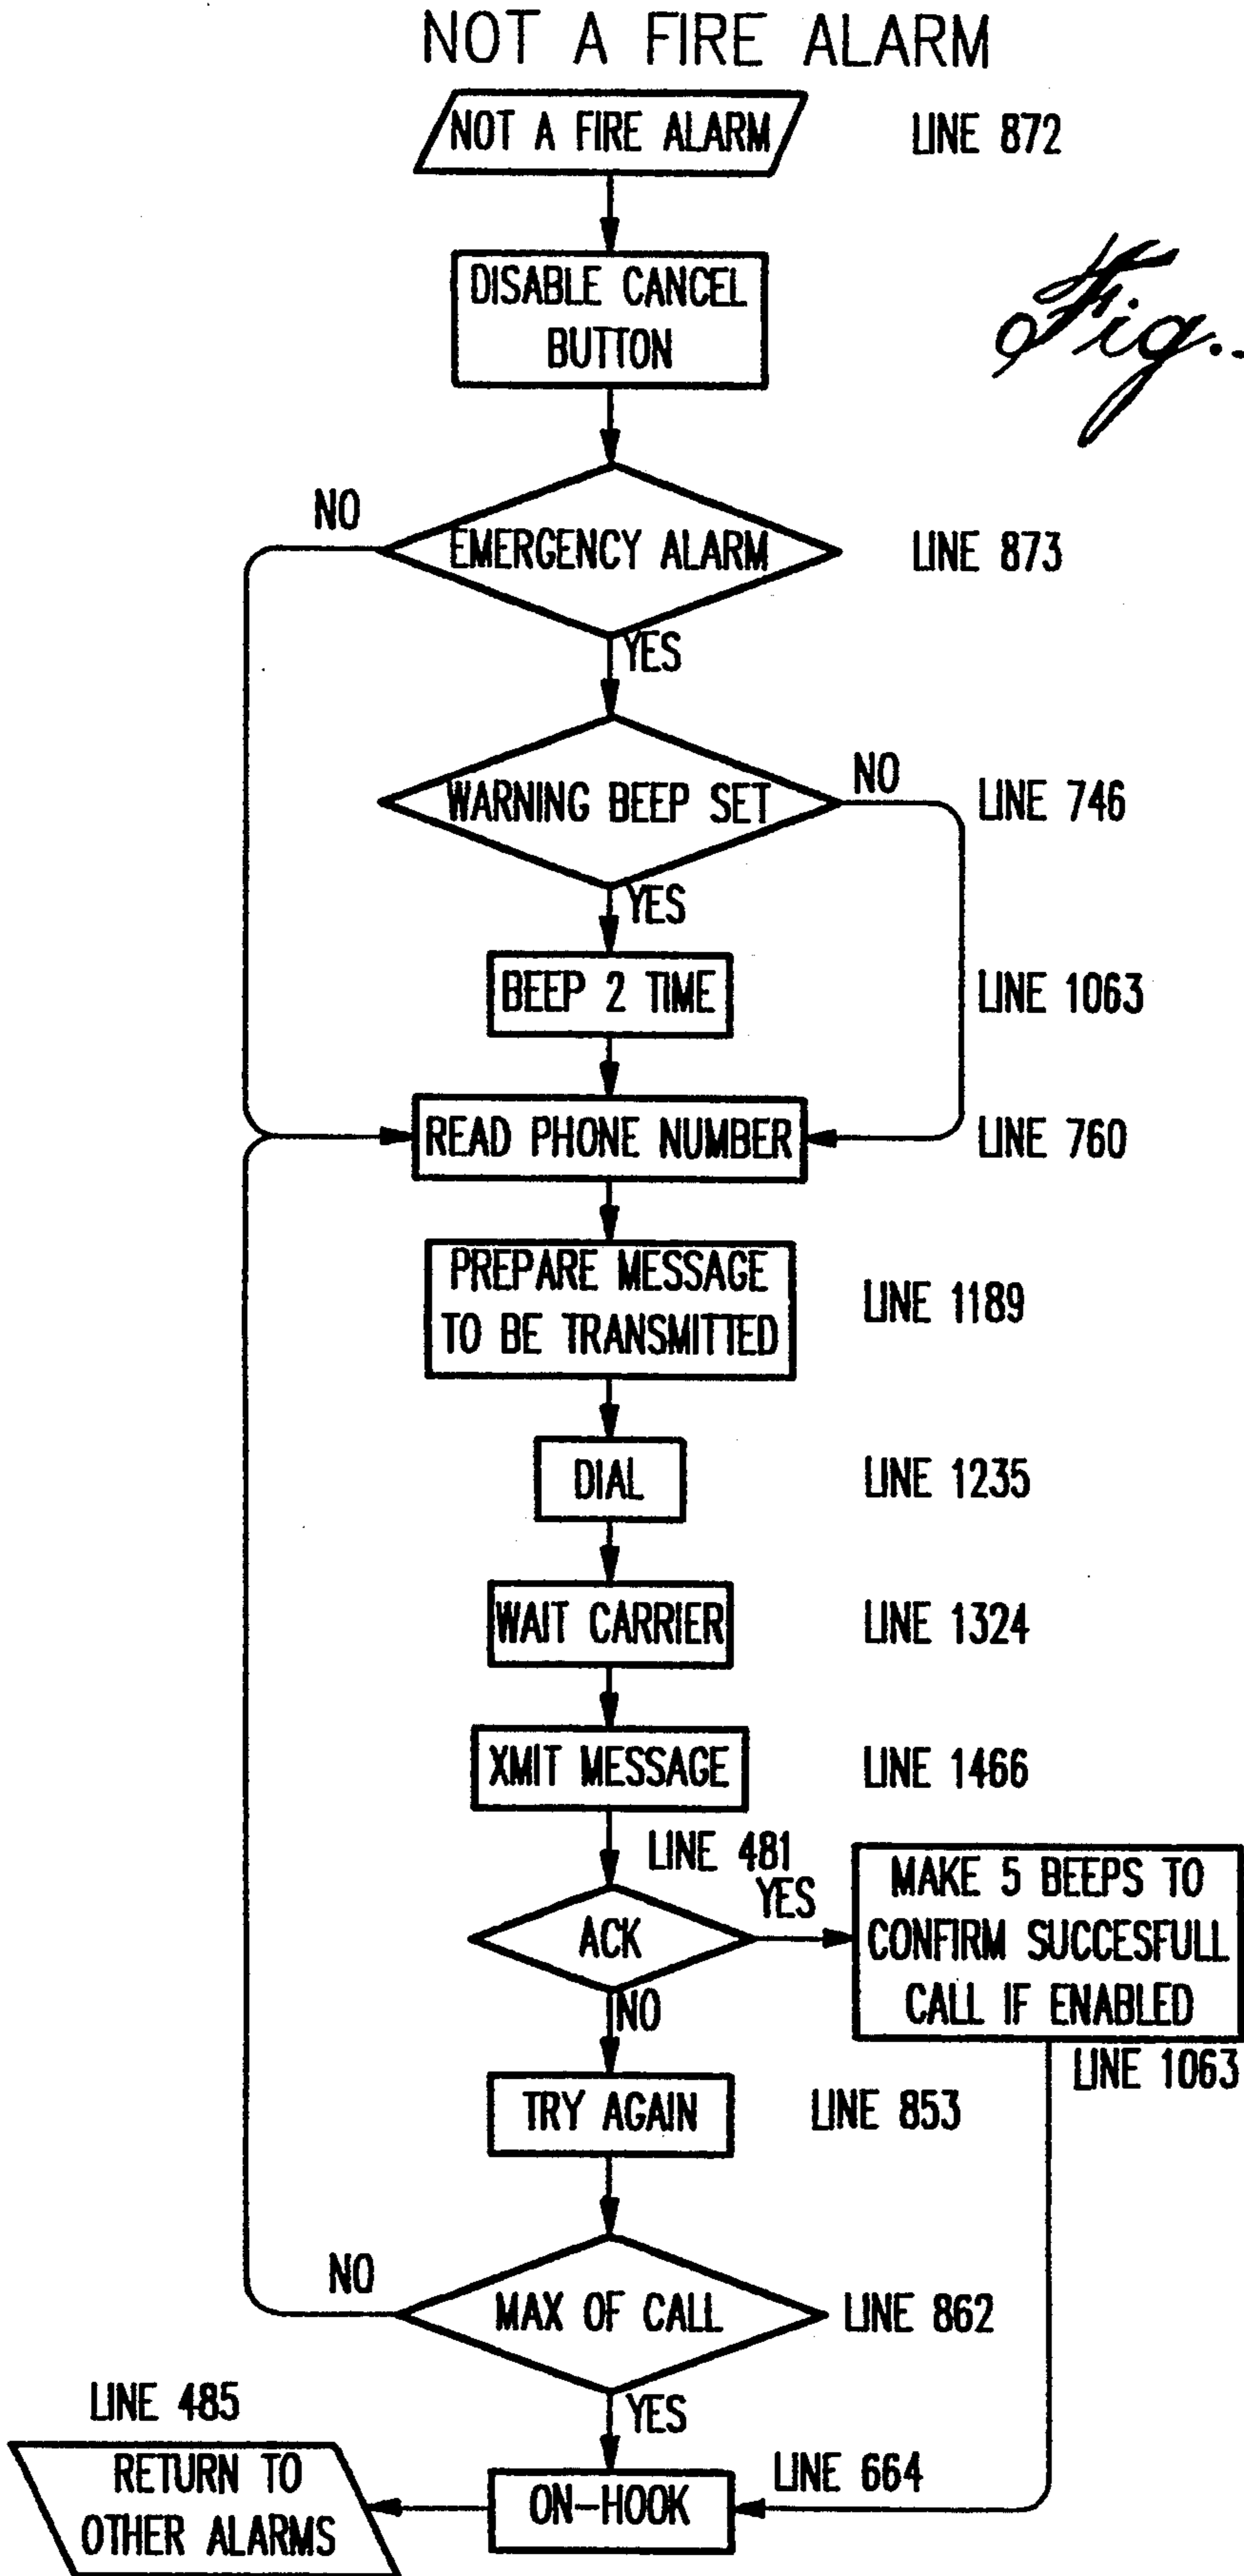 NOT A FIRE ALARM
NOT A FIRE ALARM
LINE 872
DISABLE CANCEL
BUTTON
Fig..
NO
EMERGENCY ALARM
LINE 873
YES
WARNING BEEP SET
NO
LINE 746
YES
BEEP 2 TIME
LINE 1063
READ PHONE NUMBER
LINE 760
PREPARE MESSAGE
TO BE TRANSMITTED
LINE 1189
DIAL
LINE 1235
WAIT CARRIER
LINE 1324
XMIT MESSAGE
LINE 1466
LINE 481
ACK
YES
MAKE 5 BEEPS TO
CONFIRM SUCCESFULL
CALL IF ENABLED
LINE 1063
NO
TRY AGAIN
LINE 853
NO
MAX OF CALL
LINE 862
YES
LINE 485
RETURN TO
OTHER ALARMS
ON-HOOK
LINE 664